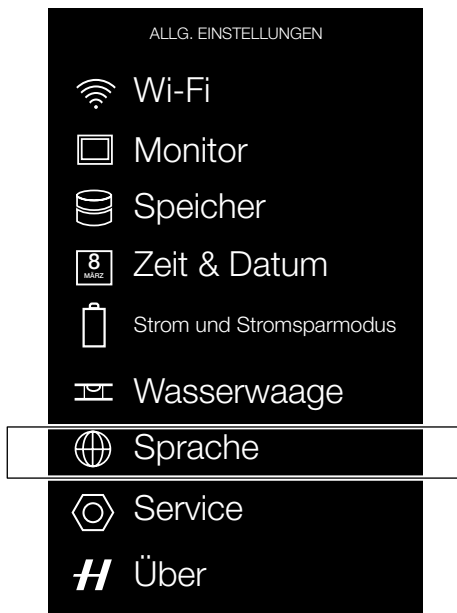 ALLG. EINSTELLUNGEN
Wi-Fi
Monitor
Speicher
8
MÄRZ
Zeit & Datum
Strom und Stromsparmodus
Wasserwaage
Sprache
Service
H
Über